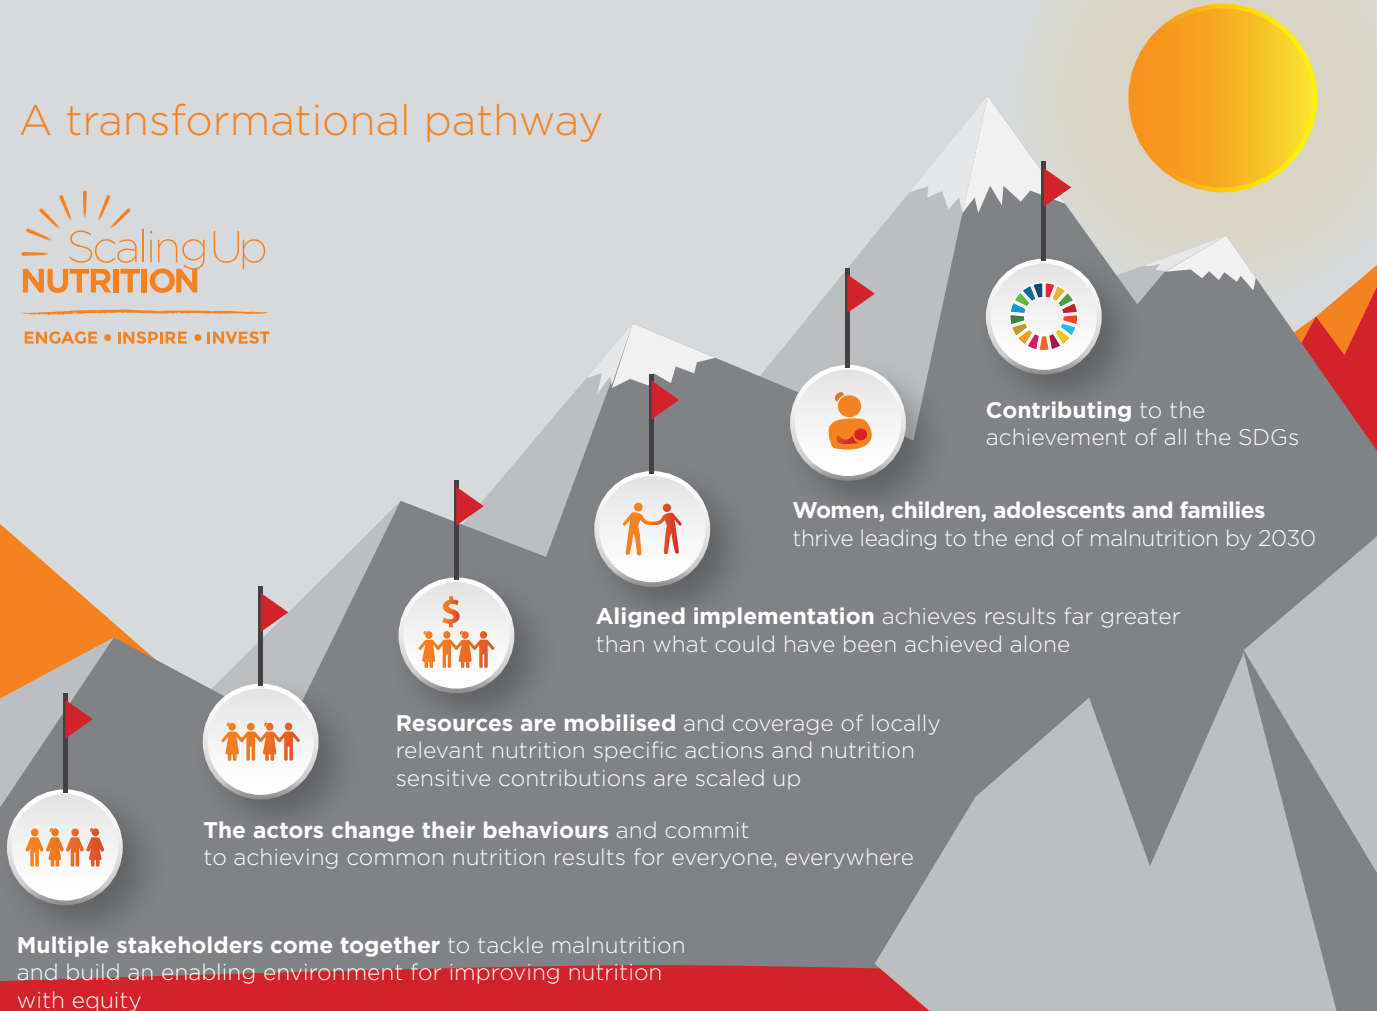 A transformational pathway
Scaling Up
NUTRITION
ENGAGE • INSPIRE • INVEST
Contributing to the
achievement of all the SDGs
Women, children, adolescents and families
thrive leading to the end of malnutrition by 2030
Aligned implementation achieves results far greater
than what could have been achieved alone
$
Resources are mobilised and coverage of locally
relevant nutrition specific actions and nutrition
sensitive contributions are scaled up
The actors change their behaviours and commit
to achieving common nutrition results for everyone, everywhere
Multiple stakeholders come together to tackle malnutrition
and build an enabling environment for improving nutrition
with equity